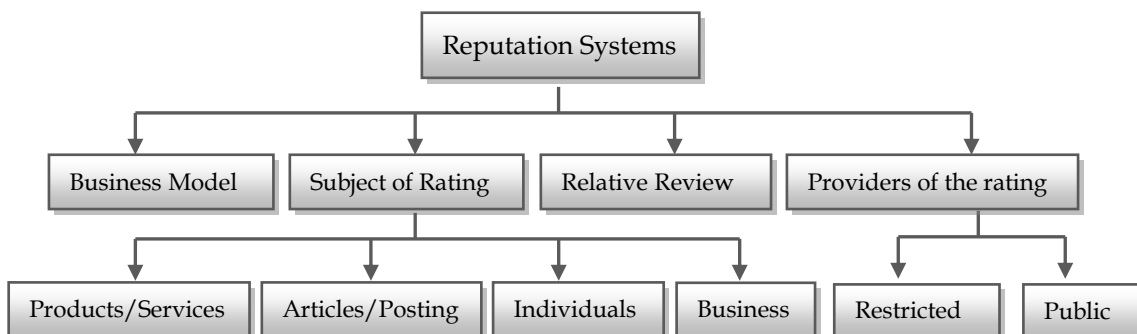 Reputation Systems
Business Model
Subject of Rating
Relative Review
Providers of the rating
Products/Services
Articles/Posting
Individuals
Business
Restricted
Public